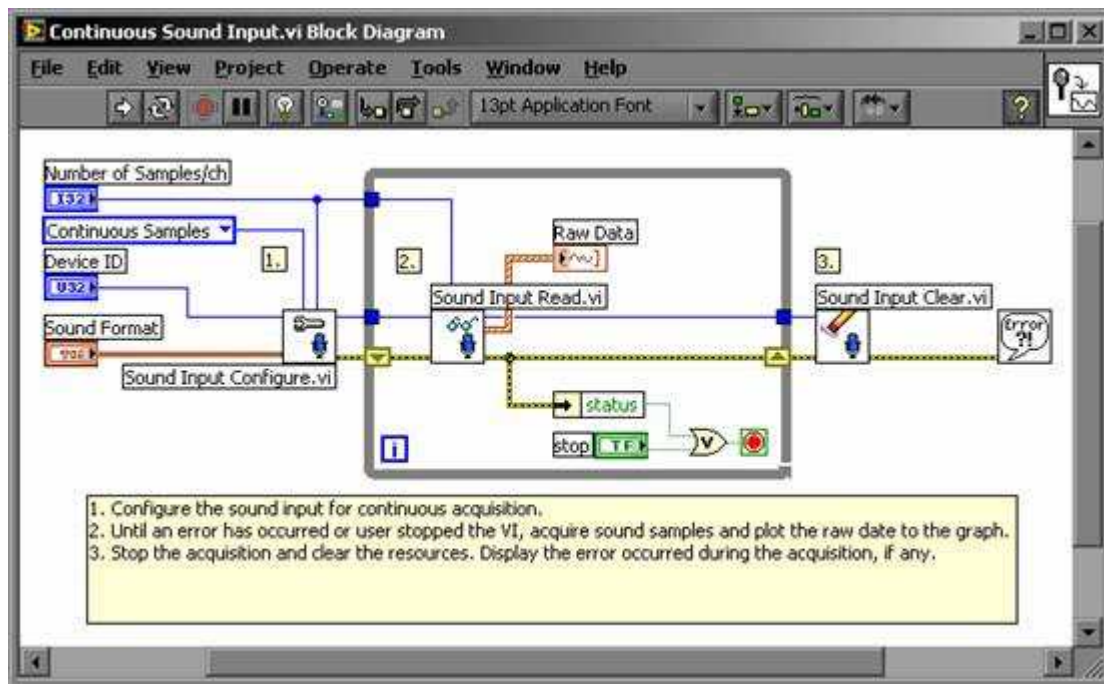 Continuous Sound Input.vi Block Diagram
File Edit View Project Operate Tools Window Help
13pt Application Font
Number of Samples/ch
I32
Continuous Samples
Device ID
U32
Sound Format
1.
Sound Input Configure.vi
2.
Raw Data
Sound Input Read.vi
status
stop TF
i
3.
Sound Input Clear.vi
Error
?!
1. Configure the sound input for continuous acquisition.
2. Until an error has occurred or user stopped the VI, acquire sound samples and plot the raw date to the graph.
3. Stop the acquisition and clear the resources. Display the error occurred during the acquisition, if any.